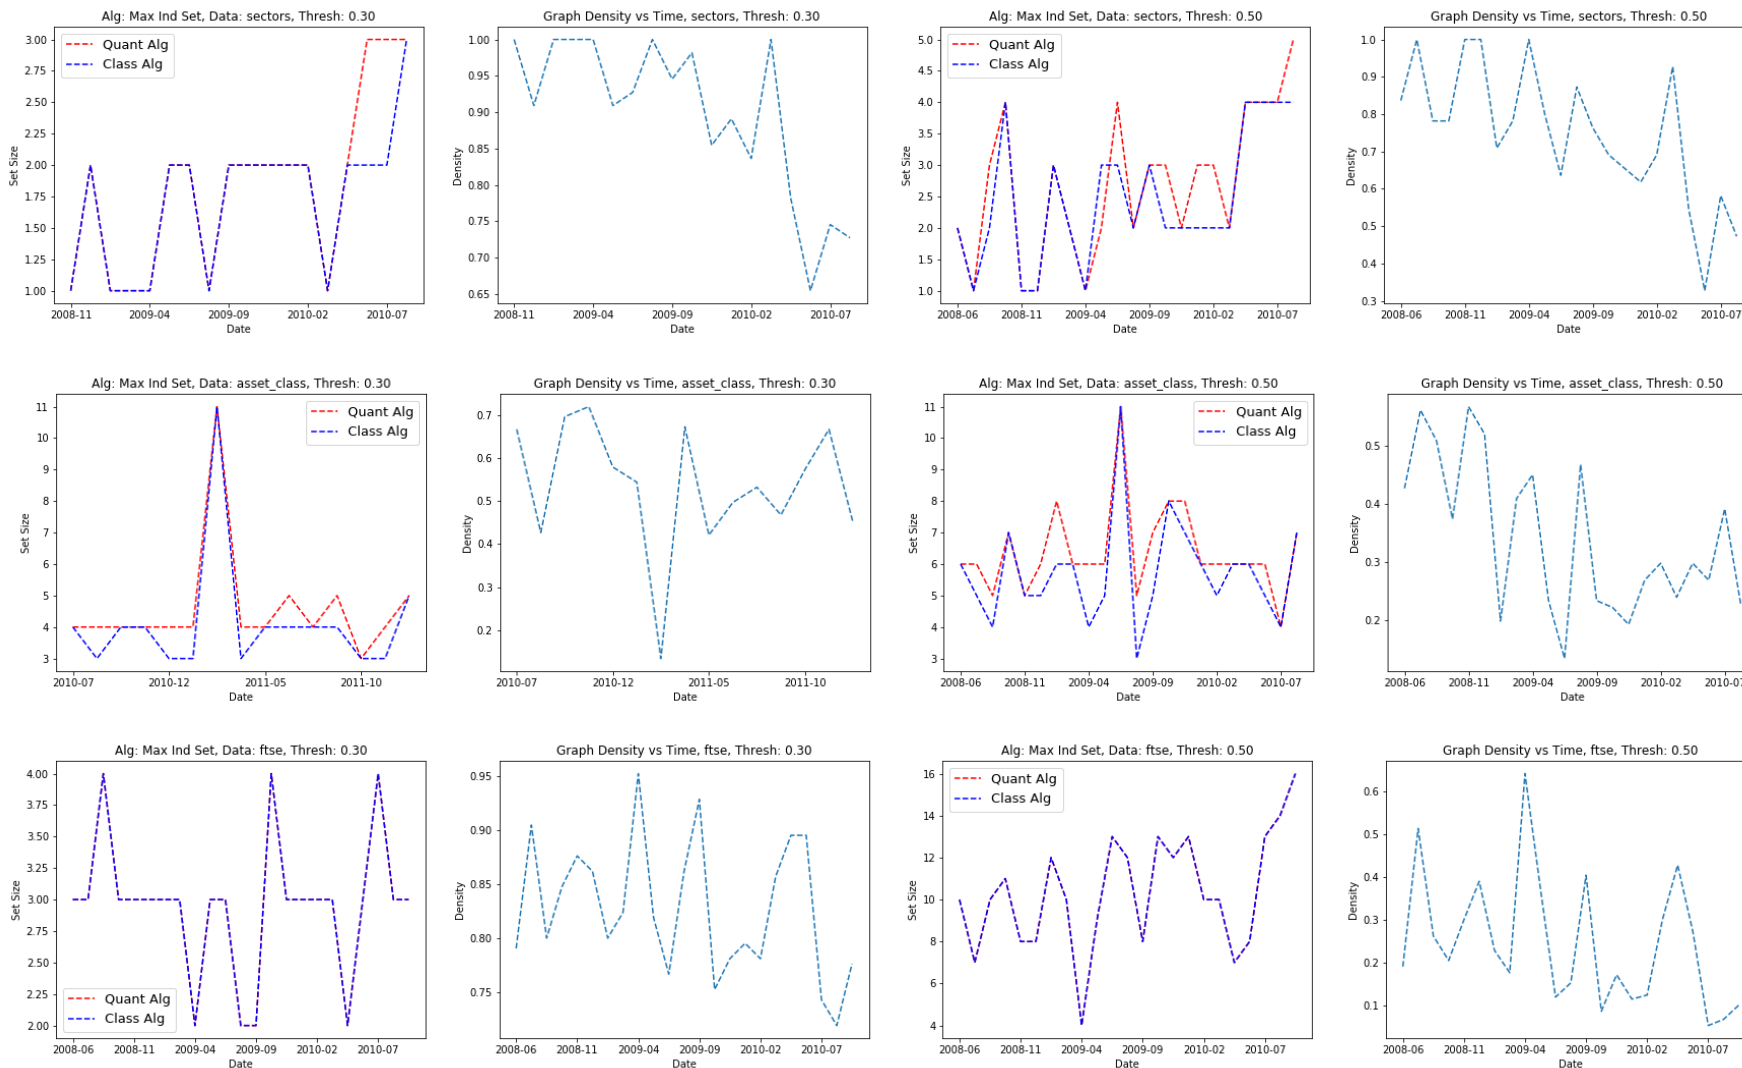 Alg: Max Ind Set, Data: sectors, Thresh: 0.30
Quant Alg
Class Alg
3.00
2.75
2.50
2.25
2.00
1.75
1.50
1.25
1.00
Set Size
2008-11 2009-04 2009-09 2010-02 2010-07
Date
Graph Density vs Time, sectors, Thresh: 0.30
1.00
0.95
0.90
0.85
0.80
0.75
0.70
0.65
Density
2008-11 2009-04 2009-09 2010-02 2010-07
Date
Alg: Max Ind Set, Data: sectors, Thresh: 0.50
Quant Alg
Class Alg
5.0
4.5
4.0
3.5
3.0
2.5
2.0
1.5
1.0
Set Size
2008-06 2008-11 2009-04 2009-09 2010-02 2010-07
Date
Graph Density vs Time, sectors, Thresh: 0.50
1.0
0.9
0.8
0.7
0.6
0.5
0.4
0.3
Density
2008-06 2008-11 2009-04 2009-09 2010-02 2010-07
Date
Alg: Max Ind Set, Data: asset_class, Thresh: 0.30
Quant Alg
Class Alg
11
10
9
8
7
6
5
4
3
Set Size
2010-07 2010-12 2011-05 2011-10
Date
Graph Density vs Time, asset_class, Thresh: 0.30
0.7
0.6
0.5
0.4
0.3
0.2
Density
2010-07 2010-12 2011-05 2011-10
Date
Alg: Max Ind Set, Data: asset_class, Thresh: 0.50
Quant Alg
Class Alg
11
10
9
8
7
6
5
4
3
Set Size
2008-06 2008-11 2009-04 2009-09 2010-02 2010-07
Date
Graph Density vs Time, asset_class, Thresh: 0.50
0.5
0.4
0.3
0.2
Density
2008-06 2008-11 2009-04 2009-09 2010-02 2010-07
Date
Alg: Max Ind Set, Data: ftse, Thresh: 0.30
4.00
3.75
3.50
3.25
3.00
2.75
2.50
2.25
2.00
Set Size
Quant Alg
Class Alg
2008-06 2008-11 2009-04 2009-09 2010-02 2010-07
Date
Graph Density vs Time, ftse, Thresh: 0.30
0.95
0.90
0.85
0.80
0.75
Density
2008-06 2008-11 2009-04 2009-09 2010-02 2010-07
Date
Alg: Max Ind Set, Data: ftse, Thresh: 0.50
Quant Alg
Class Alg
16
14
12
10
8
6
4
Set Size
2008-06 2008-11 2009-04 2009-09 2010-02 2010-07
Date
Graph Density vs Time, ftse, Thresh: 0.50
0.6
0.5
0.4
0.3
0.2
0.1
Density
2008-06 2008-11 2009-04 2009-09 2010-02 2010-07
Date